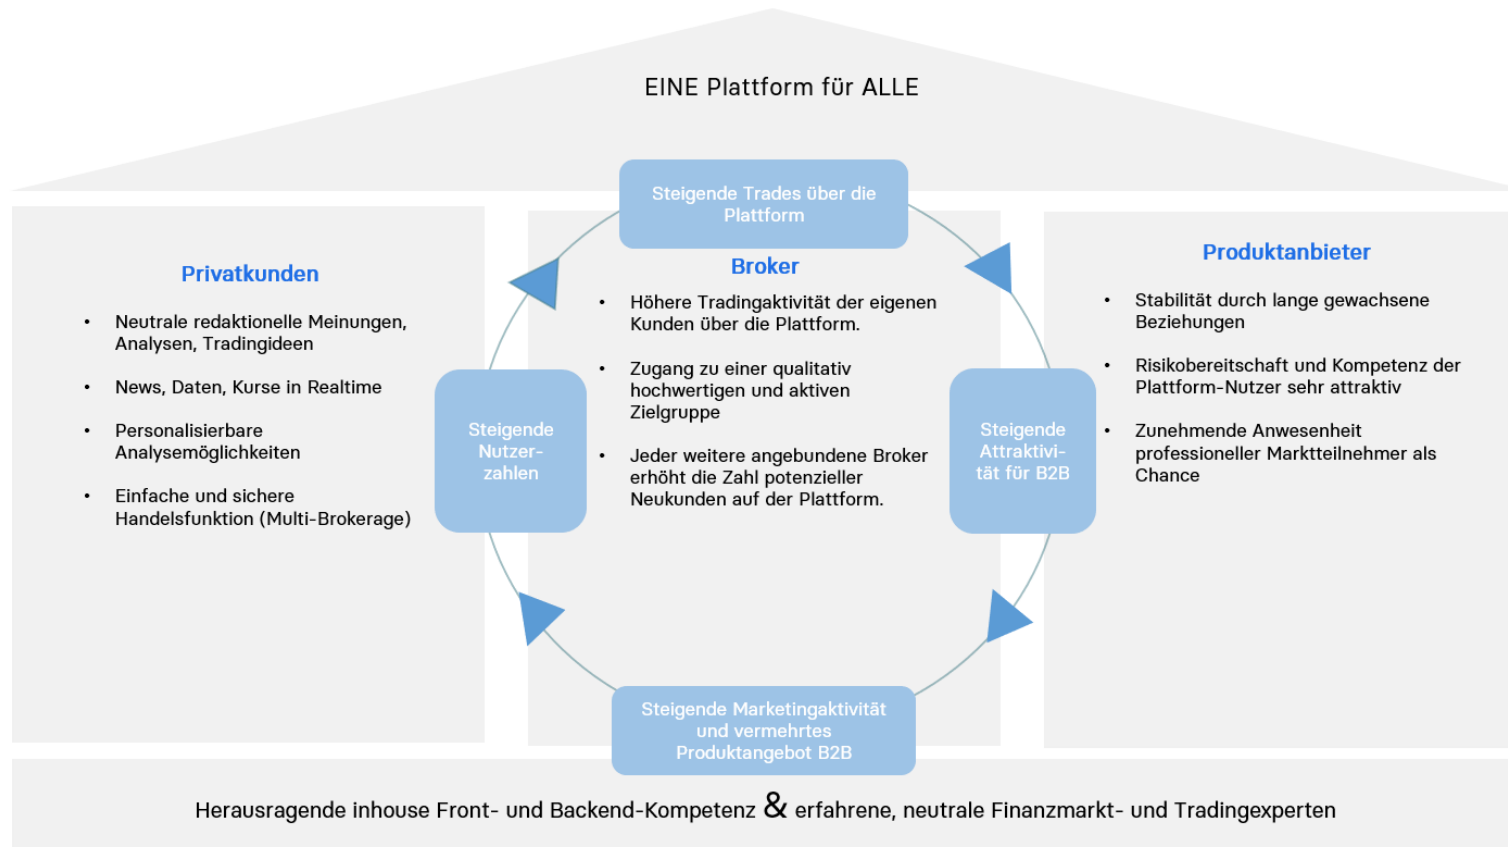 EINE Plattform für ALLE
Steigende Trades über die
Plattform
Privatkunden
• Neutrale redaktionelle Meinungen,
Analysen, Tradingideen
• News, Daten, Kurse in Realtime
• Personalisierbare
Analysemöglichkeiten
• Einfache und sichere
Handelsfunktion (Multi-Brokerage)
Steigende
Nutzer-
zahlen
Broker
• Höhere Tradingaktivität der eigenen
Kunden über die Plattform.
• Zugang zu einer qualitativ
hochwertigen und aktiven
Zielgruppe
• Jeder weitere angebundene Broker
erhöht die Zahl potenzieller
Neukunden auf der Plattform.
Steigende
Attraktivi-
tät für B2B
Produktanbieter
• Stabilität durch lange gewachsene
Beziehungen
• Risikobereitschaft und Kompetenz der
Plattform-Nutzer sehr attraktiv
• Zunehmende Anwesenheit
professioneller Marktteilnehmer als
Chance
Steigende Marketingaktivität
und vermehrtes
Produktangebot B2B
Herausragende inhouse Front- und Backend-Kompetenz & erfahrene, neutrale Finanzmarkt- und Tradingexperten